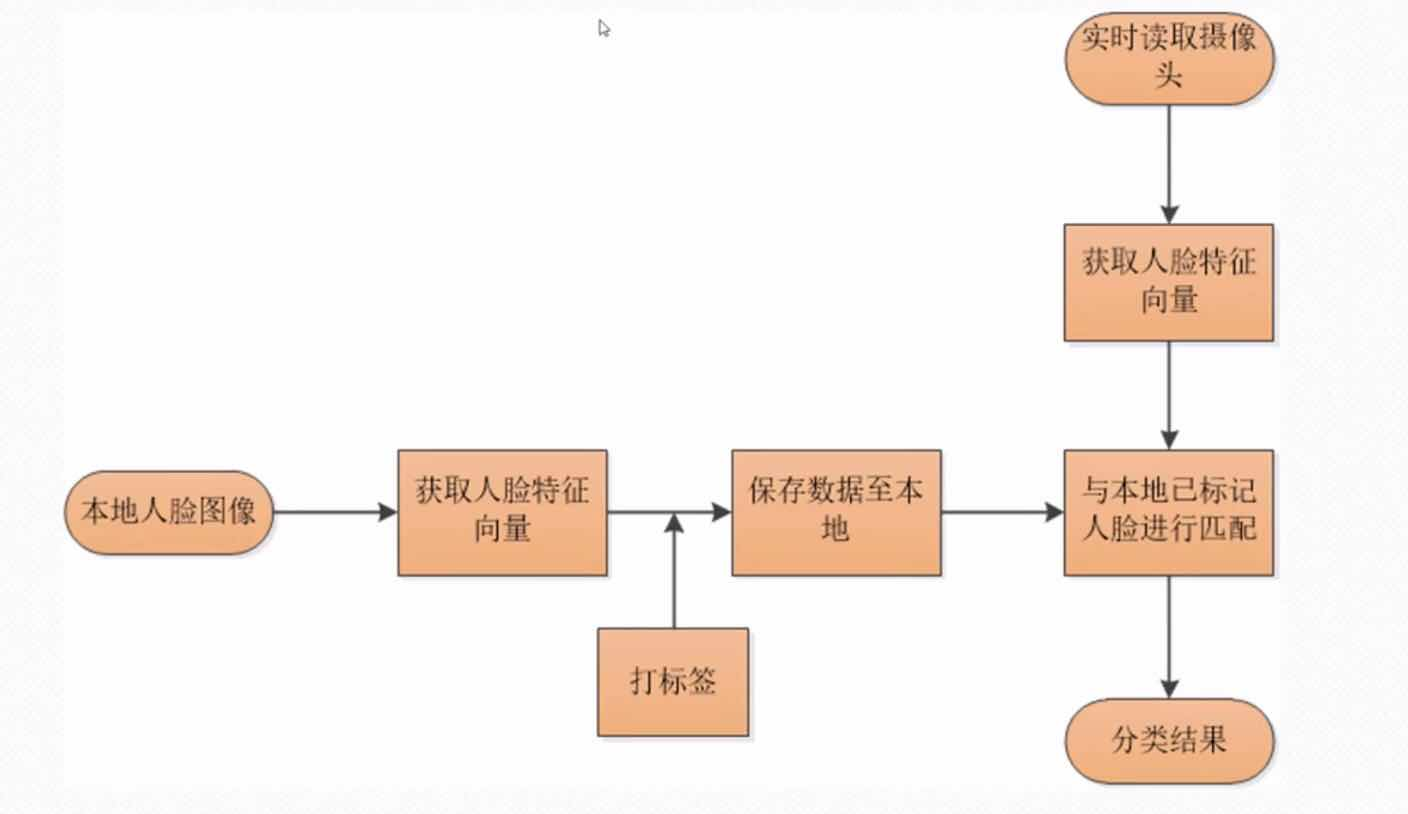 实时读取摄像
头
获取人脸特征
向量
本地人脸图像
获取人脸特征
向量
保存数据至本
地
与本地已标记
人脸进行匹配
打标签
分类结果